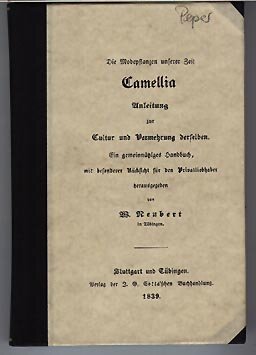 Peper
Die Modepflanzen unserer Zeit
Camellia
Anleitung
zur
Cultur und Vermehrung derselben.
Ein gemeinnütziges Handbuch,
mit besonderer Rücksicht für den Privatliebhaber
herausgegeben
von
W. Neubert
in Tübingen.
Stuttgart und Tübingen.
Verlag der J. G. Cotta'schen Buchhandlung.
1839.